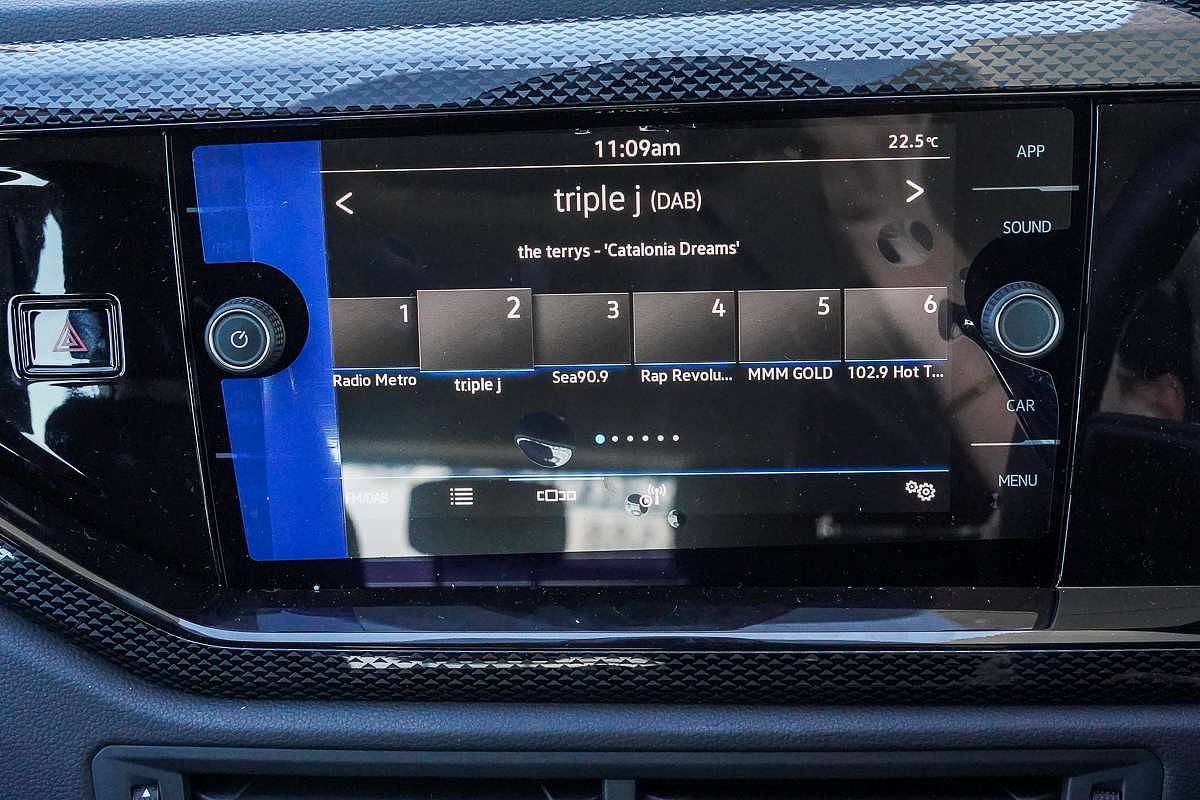 11:09am
22.5°C
APP
< triple j (DAB) >
SOUND
the terrys - 'Catalonia Dreams'
1 2 3 4 5 6
Radio Metro
triple j
Sea90.9
Rap Revolu...
MMM GOLD
102.9 Hot T...
CAR
FM/DAB
MENU